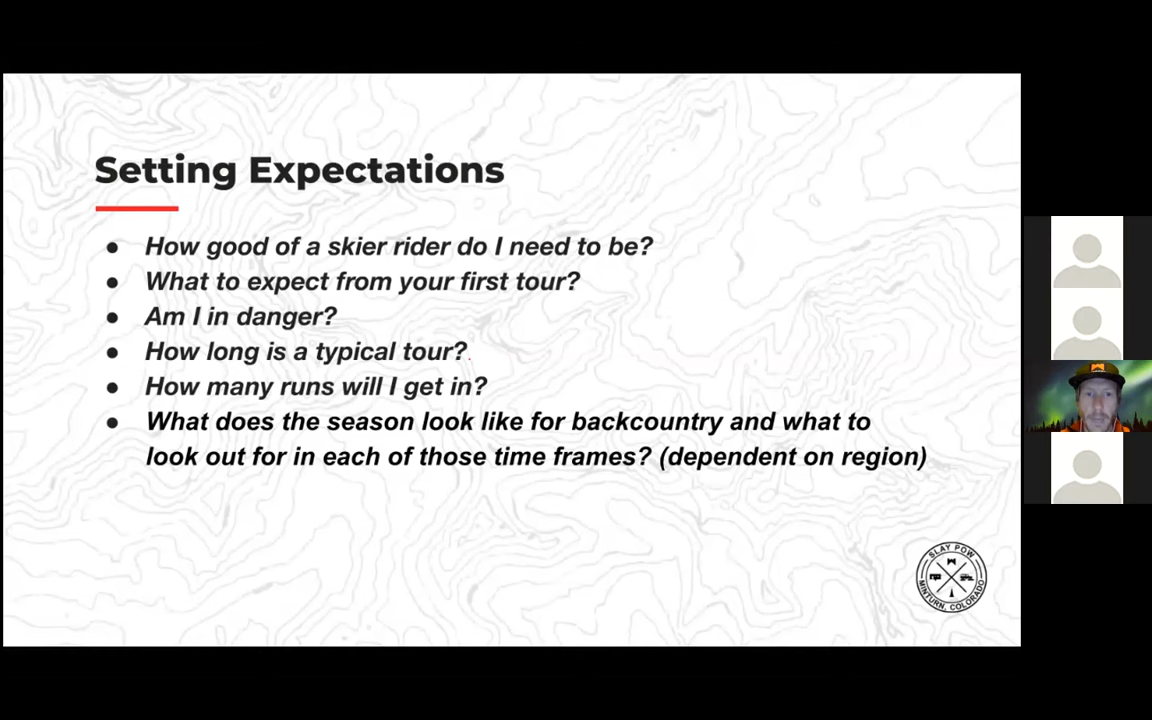 Setting Expectations
● How good of a skier rider do I need to be?
● What to expect from your first tour?
● Am I in danger?
● How long is a typical tour?
● How many runs will I get in?
● What does the season look like for backcountry and what to
look out for in each of those time frames? (dependent on region)
SLAY POW
MINTURN, COLORADO